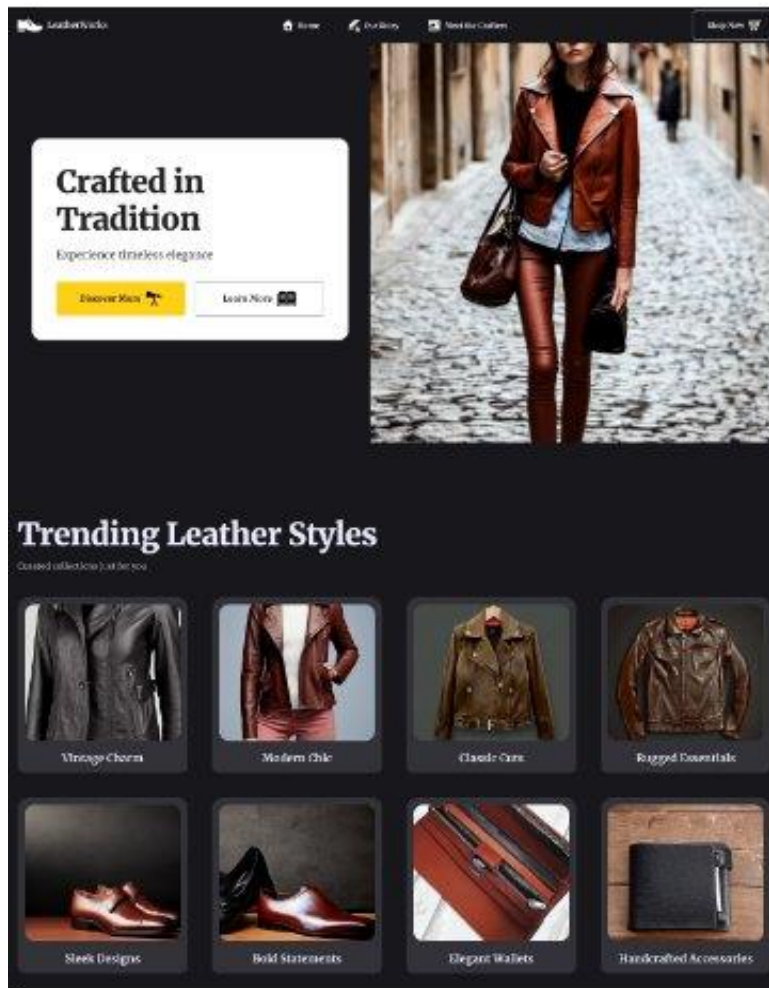 LeatherWorks
Home
Our Story
Meet the Crafters
Shop Now
Crafted in
Tradition
Experience timeless elegance
Discover More
Learn More
Trending Leather Styles
Curated collections just for you
Vintage Charm
Modern Chic
Classic Cuts
Rugged Essentials
Sleek Designs
Bold Statements
Elegant Wallets
Handcrafted Accessories